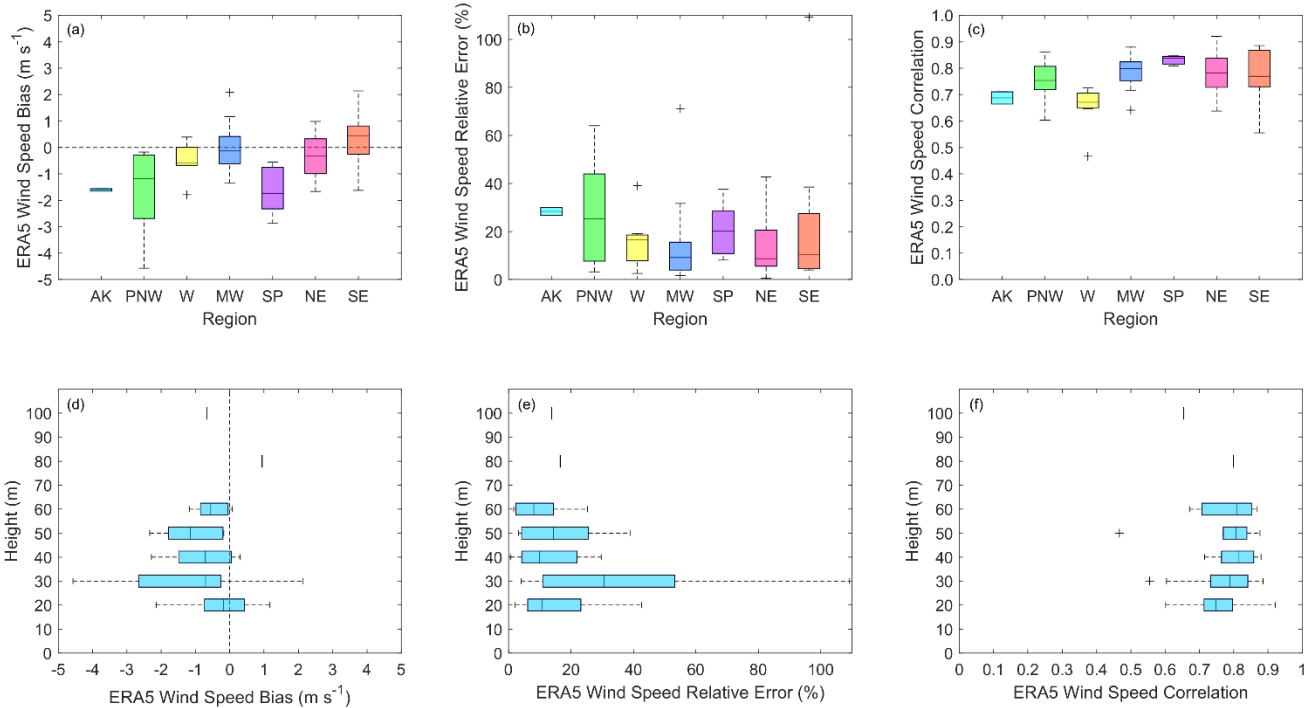 (a)
5
4
3
2
1
0
-1
-2
-3
-4
-5
ERA5 Wind Speed Bias (m s⁻¹)
AK PNW W MW SP NE SE
Region
(b)
100
80
60
40
20
0
ERA5 Wind Speed Relative Error (%)
AK PNW W MW SP NE SE
Region
(c)
1.0
0.9
0.8
0.7
0.6
0.5
0.4
0.3
0.2
0.1
0.0
ERA5 Wind Speed Correlation
AK PNW W MW SP NE SE
Region
(d)
100
90
80
70
60
50
40
30
20
10
0
Height (m)
-5 -4 -3 -2 -1 0 1 2 3 4 5
ERA5 Wind Speed Bias (m s⁻¹)
(e)
100
90
80
70
60
50
40
30
20
10
0
Height (m)
0 20 40 60 80 100
ERA5 Wind Speed Relative Error (%)
(f)
100
90
80
70
60
50
40
30
20
10
0
Height (m)
0 0.1 0.2 0.3 0.4 0.5 0.6 0.7 0.8 0.9 1
ERA5 Wind Speed Correlation